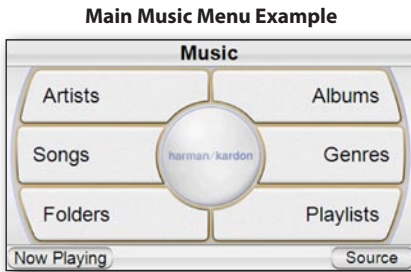 Main Music Menu Example
Music
Artists
Albums
Songs
harman/kardon
Genres
Folders
Playlists
Now Playing
Source